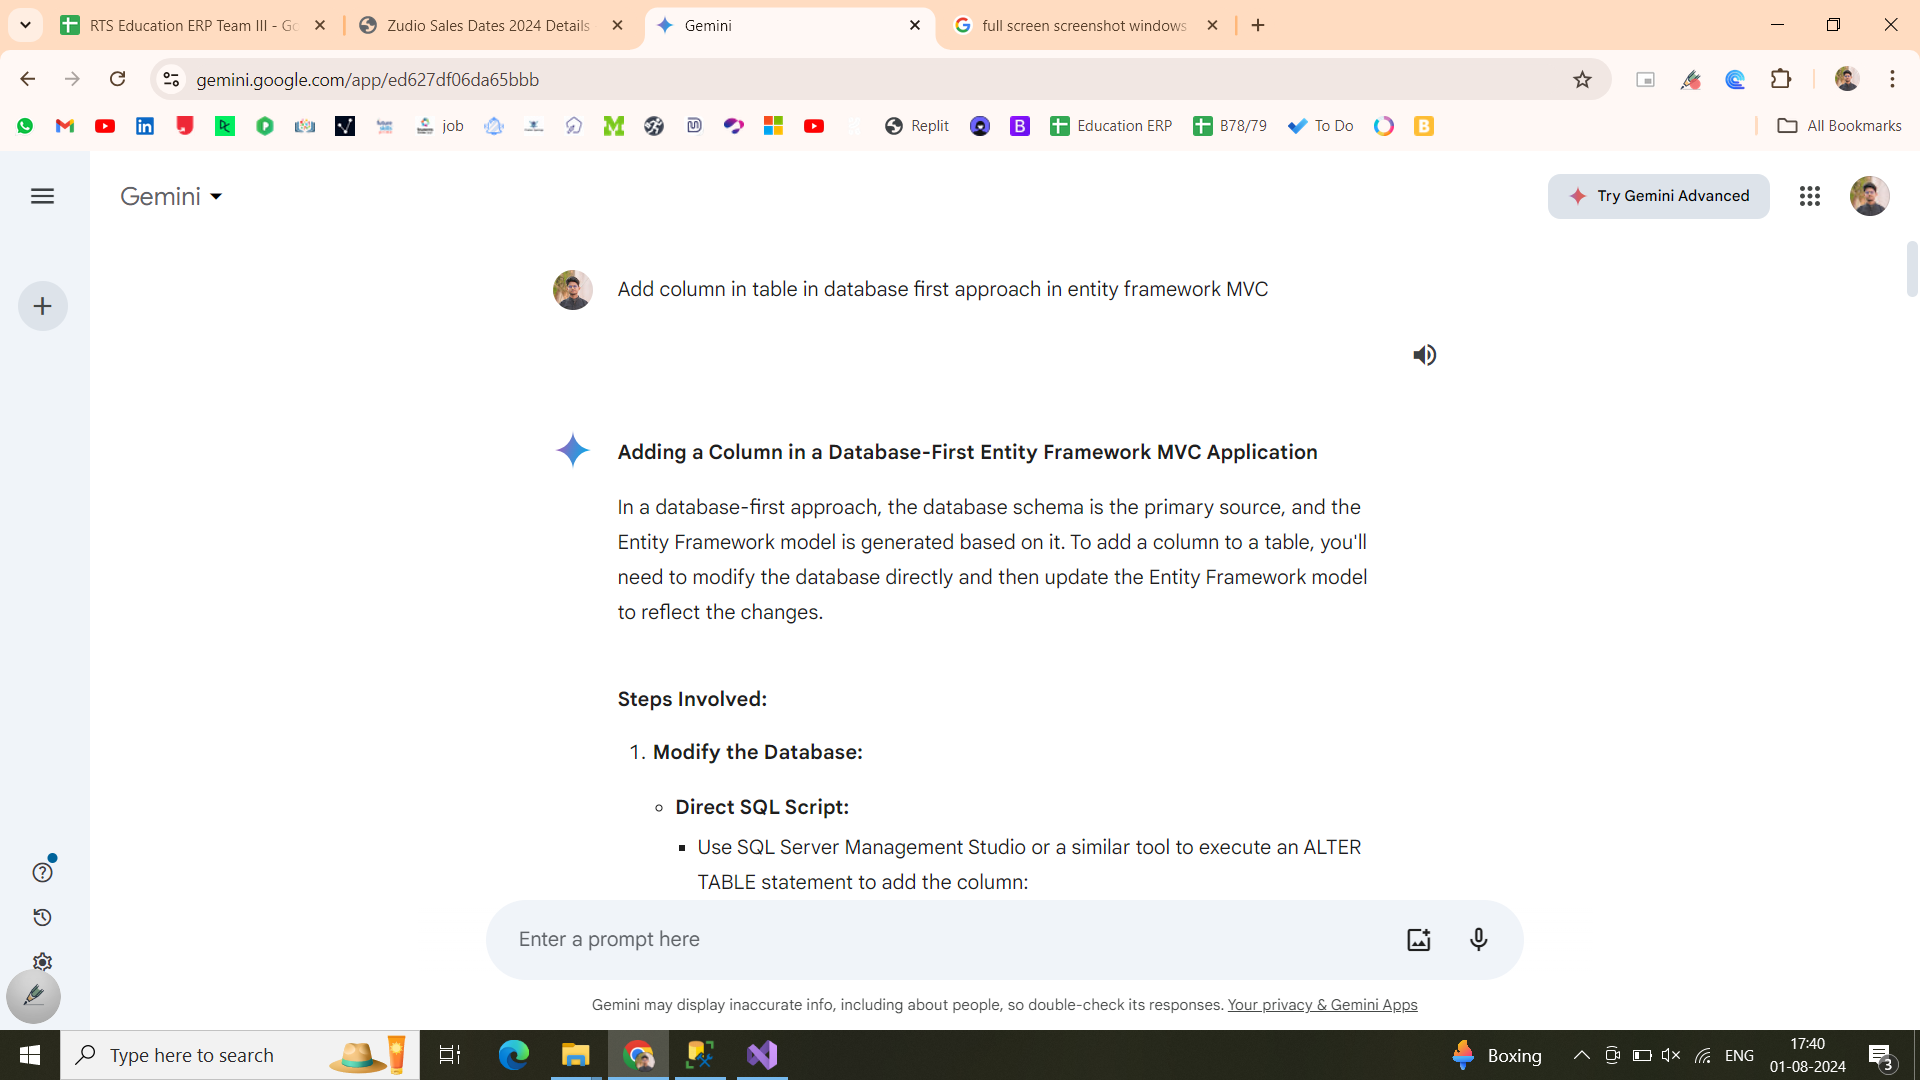 RTS Education ERP Team III - Go
Zudio Sales Dates 2024 Details
Gemini
full screen screenshot windows
gemini.google.com/app/ed627df06da65bbb
job
Replit
Education ERP
B78/79
To Do
All Bookmarks
Gemini
Try Gemini Advanced
Add column in table in database first approach in entity framework MVC
Adding a Column in a Database-First Entity Framework MVC Application
In a database-first approach, the database schema is the primary source, and the
Entity Framework model is generated based on it. To add a column to a table, you'll
need to modify the database directly and then update the Entity Framework model
to reflect the changes.
Steps Involved:
1. Modify the Database:
Direct SQL Script:
Use SQL Server Management Studio or a similar tool to execute an ALTER
TABLE statement to add the column:
Enter a prompt here
Gemini may display inaccurate info, including about people, so double-check its responses. Your privacy & Gemini Apps
Type here to search
Boxing
ENG
17:40
01-08-2024
3